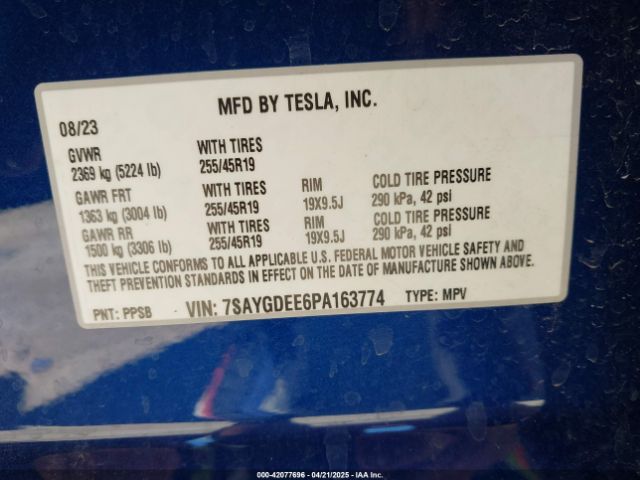 MFD BY TESLA, INC.
08/23
GVWR WITH TIRES
2369 kg (5224 lb) 255/45R19
GAWR FRT WITH TIRES RIM COLD TIRE PRESSURE
1363 kg (3004 lb) 255/45R19 19X9.5J 290 kPa, 42 psi
GAWR RR WITH TIRES RIM COLD TIRE PRESSURE
1500 kg (3306 lb) 255/45R19 19X9.5J 290 kPa, 42 psi
THIS VEHICLE CONFORMS TO ALL APPLICABLE U.S. FEDERAL MOTOR VEHICLE SAFETY AND
THEFT PREVENTION STANDARDS IN EFFECT ON THE DATE OF MANUFACTURE SHOWN ABOVE.
PNT: PPSB VIN: 7SAYGDEE6PA163774 TYPE: MPV
000-42077696 - 04/21/2025 - IAA Inc.